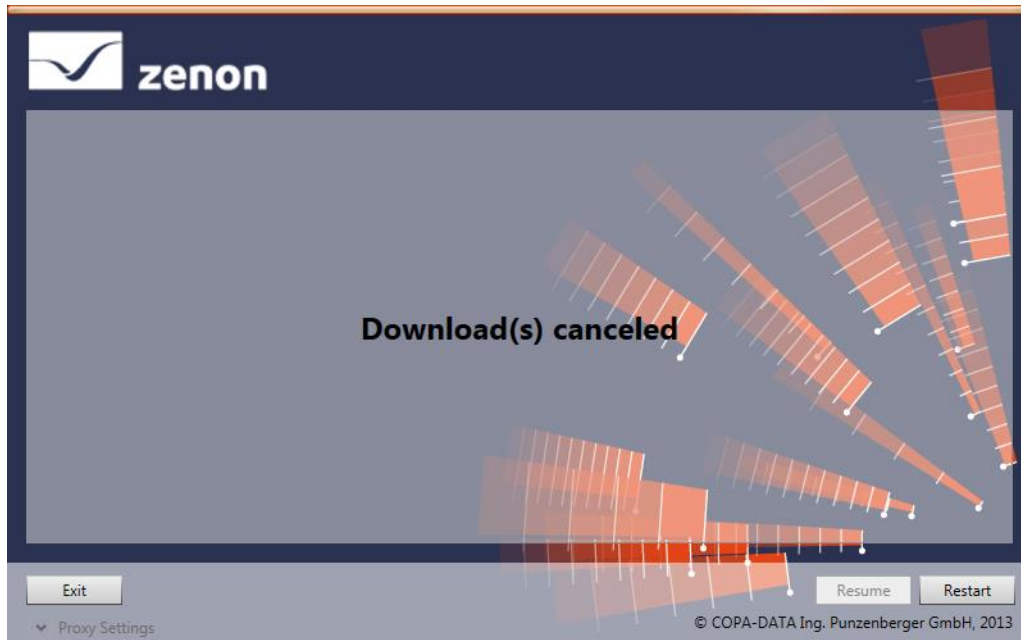 zenon
Download(s) canceled
Exit
Resume
Restart
Proxy Settings
© COPA-DATA Ing. Punzenberger GmbH, 2013